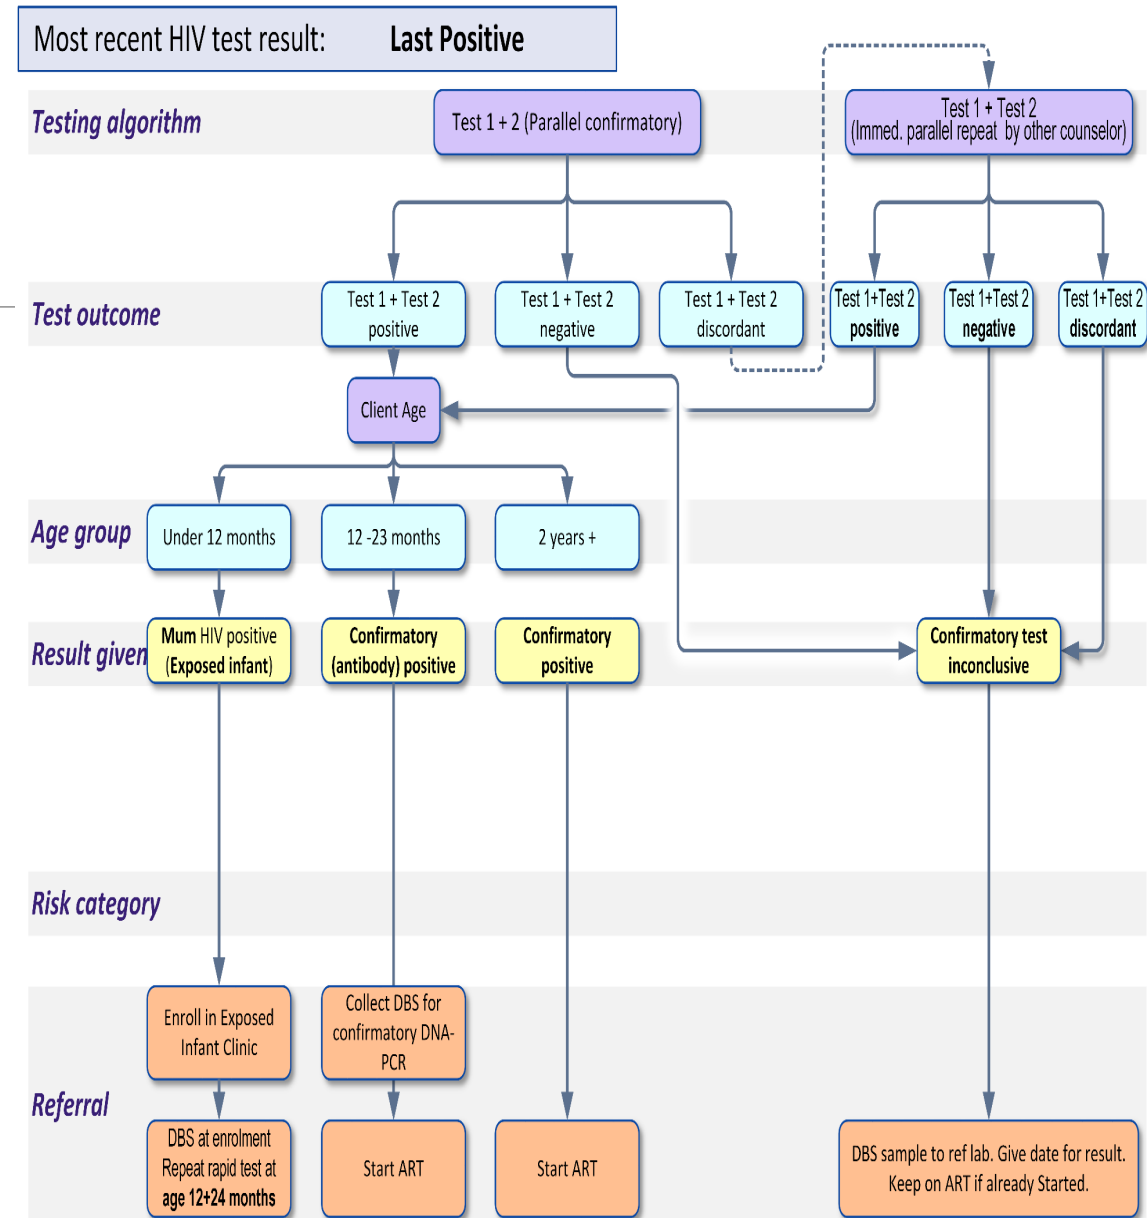 Most recent HIV test result: Last Positive
Testing algorithm
Test 1 + 2 (Parallel confirmatory)
Test 1 + Test 2
(Immed. parallel repeat by other counselor)
Test outcome
Test 1 + Test 2
positive
Test 1 + Test 2
negative
Test 1 + Test 2
discordant
Test 1+Test 2
positive
Test 1+Test 2
negative
Test 1+Test 2
discordant
Client Age
Age group
Under 12 months
12 -23 months
2 years +
Result given
Mum HIV positive
(Exposed infant)
Confirmatory
(antibody) positive
Confirmatory
positive
Confirmatory test
inconclusive
Risk category
Referral
Enroll in Exposed
Infant Clinic
Collect DBS for
confirmatory DNA-
PCR
DBS at enrolment
Repeat rapid test at
age 12+24 months
Start ART
Start ART
DBS sample to ref lab. Give date for result.
Keep on ART if already Started.